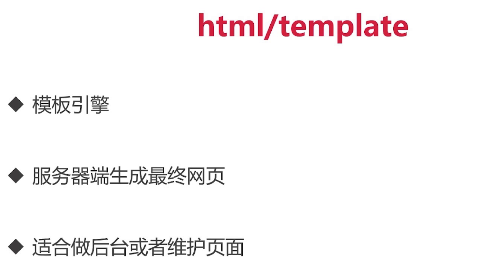 html/template
◆ 模板引擎
◆ 服务器端生成最终网页
◆ 适合做后台或者维护页面